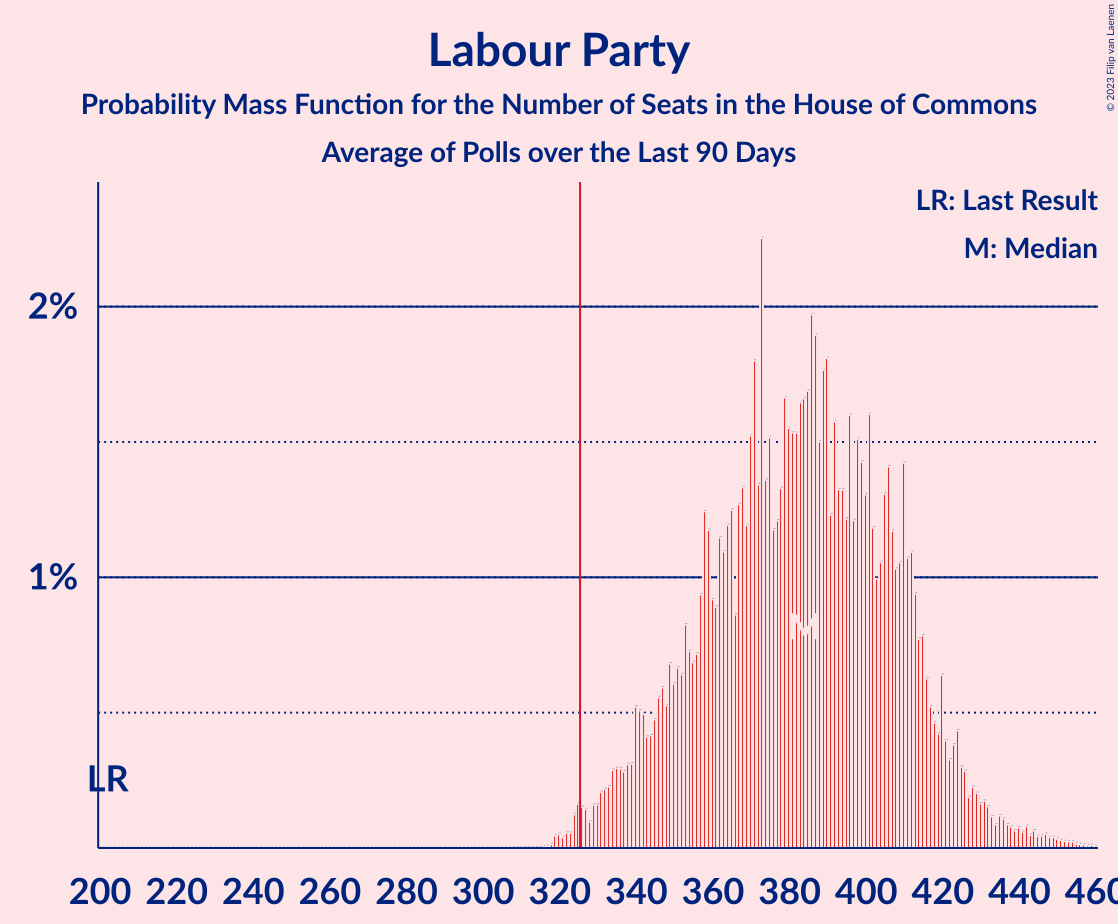 Labour Party
Probability Mass Function for the Number of Seats in the House of Commons
Average of Polls over the Last 90 Days
© 2023 Filip van Laenen
LR: Last Result
M: Median
2%
1%
M
LR
200 220 240 260 280 300 320 340 360 380 400 420 440 460